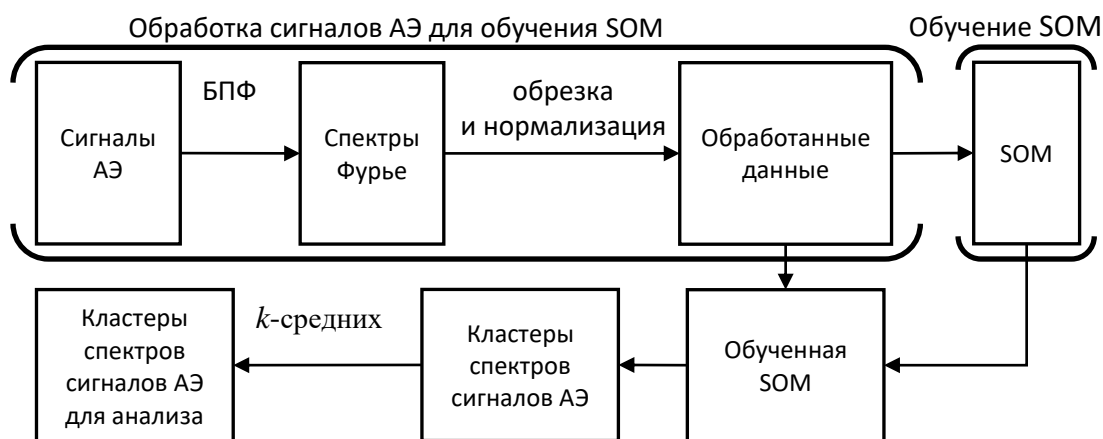 Обработка сигналов АЭ для обучения SOM
Обучение SOM
Сигналы
АЭ
БПФ
Спектры
Фурье
обрезка
и нормализация
Обработанные
данные
SOM
Кластеры
спектров
сигналов АЭ
для анализа
k-средних
Кластеры
спектров
сигналов АЭ
Обученная
SOM